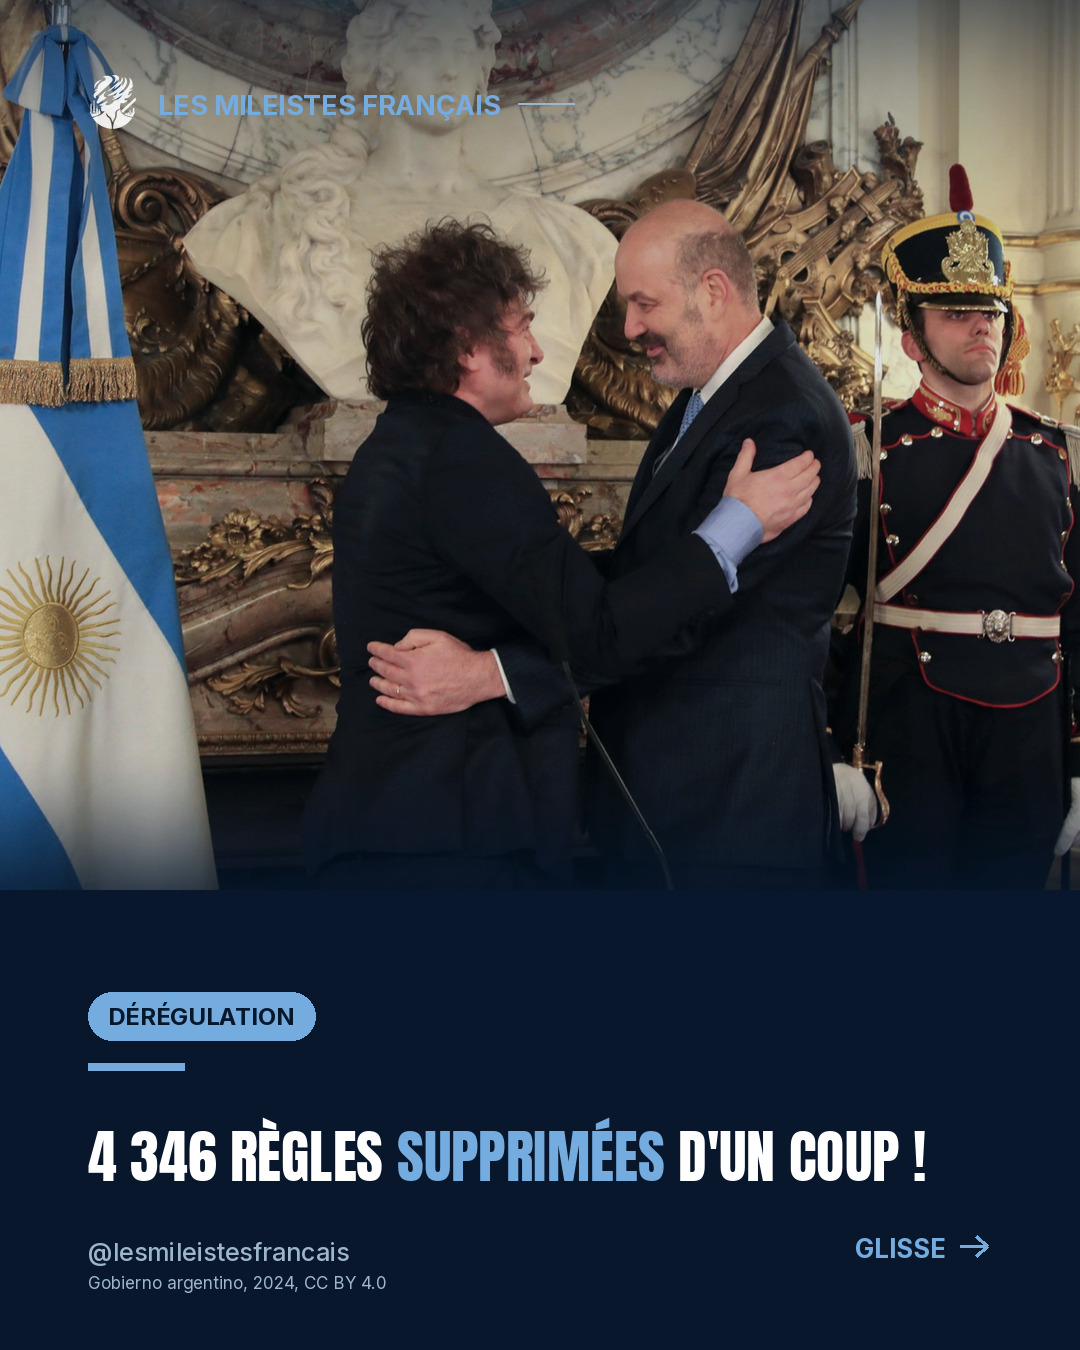 LES MILEISTES FRANÇAIS
DÉRÉGULATION
4 346 RÈGLES SUPPRIMÉES D'UN COUP !
@lesmileistesfrancais
GLISSE
Gobierno argentino, 2024, CC BY 4.0